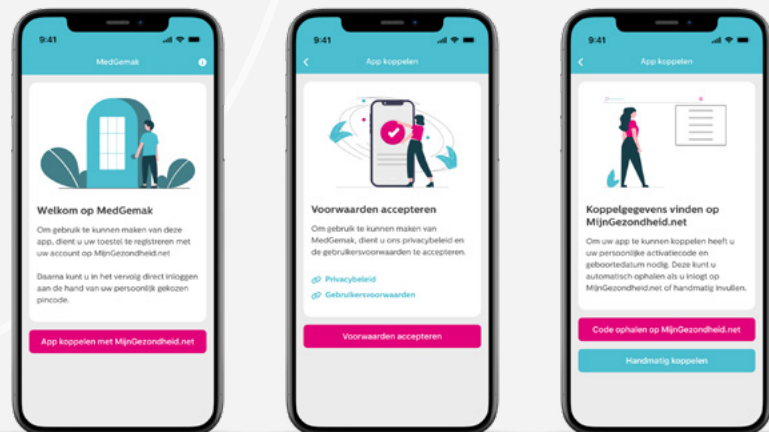 9:41
MedGemak
Welkom op MedGemak
Om gebruik te kunnen maken van deze
app, dient u uw toestel te registreren met
uw account op MijnGezondheid.net
Daarna kunt u in het vervolg direct inloggen
aan de hand van uw persoonlijk gekozen
pincode.
App koppelen met MijnGezondheid.net
9:41
App koppelen
Voorwaarden accepteren
Om gebruik te kunnen maken van
MedGemak, dient u ons privacybeleid en
de gebruikersvoorwaarden te accepteren.
Privacybeleid
Gebruikersvoorwaarden
Voorwaarden accepteren
9:41
App koppelen
Koppelgegevens vinden op
MijnGezondheid.net
Om uw app te kunnen koppelen heeft u
uw persoonlijke activatiecode en
geboortedatum nodig. Deze kunt u
automatisch ophalen als u inlogt op
MijnGezondheid.net of handmatig invullen.
Code ophalen op MijnGezondheid.net
Handmatig koppelen